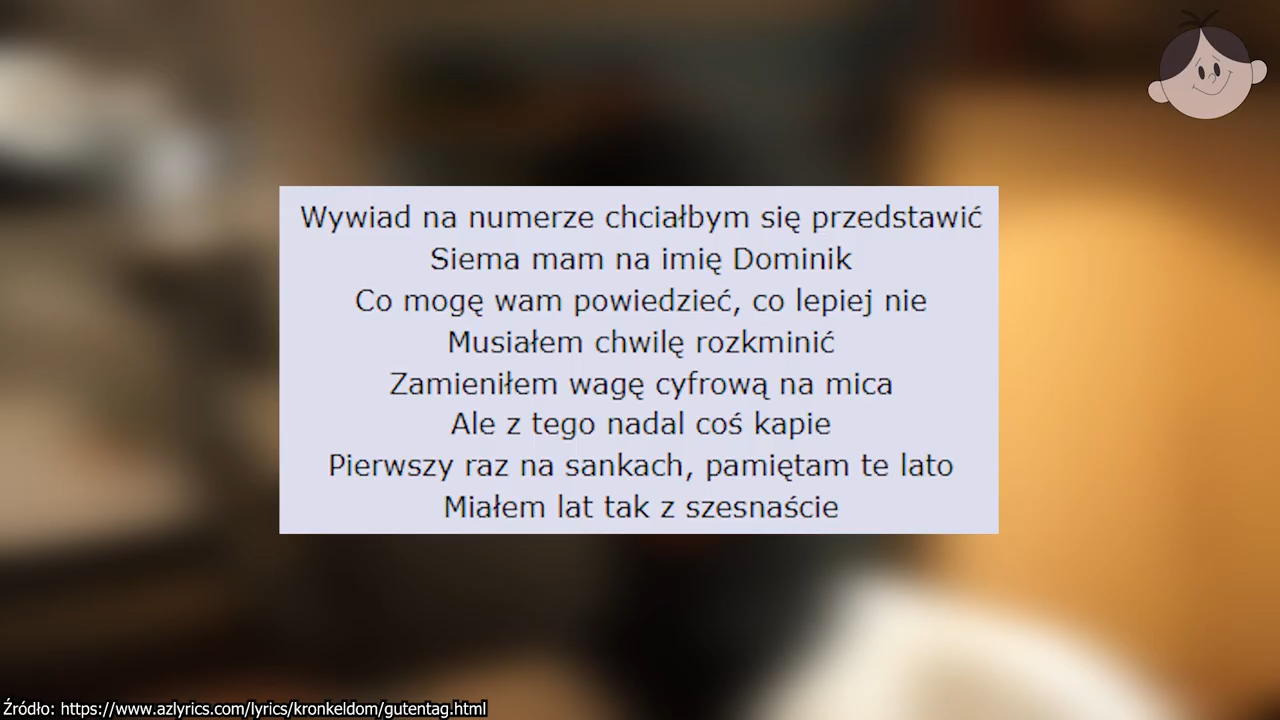 Wywiad na numerze chciałbym się przedstawić
Siema mam na imię Dominik
Co mogę wam powiedzieć, co lepiej nie
Musiałem chwilę rozkminić
Zamieniłem wagę cyfrową na mica
Ale z tego nadal coś kapie
Pierwszy raz na sankach, pamiętam te lato
Miałem lat tak z szesnaście
Źródło: https://www.azlyrics.com/lyrics/kronkeldom/gutentag.html